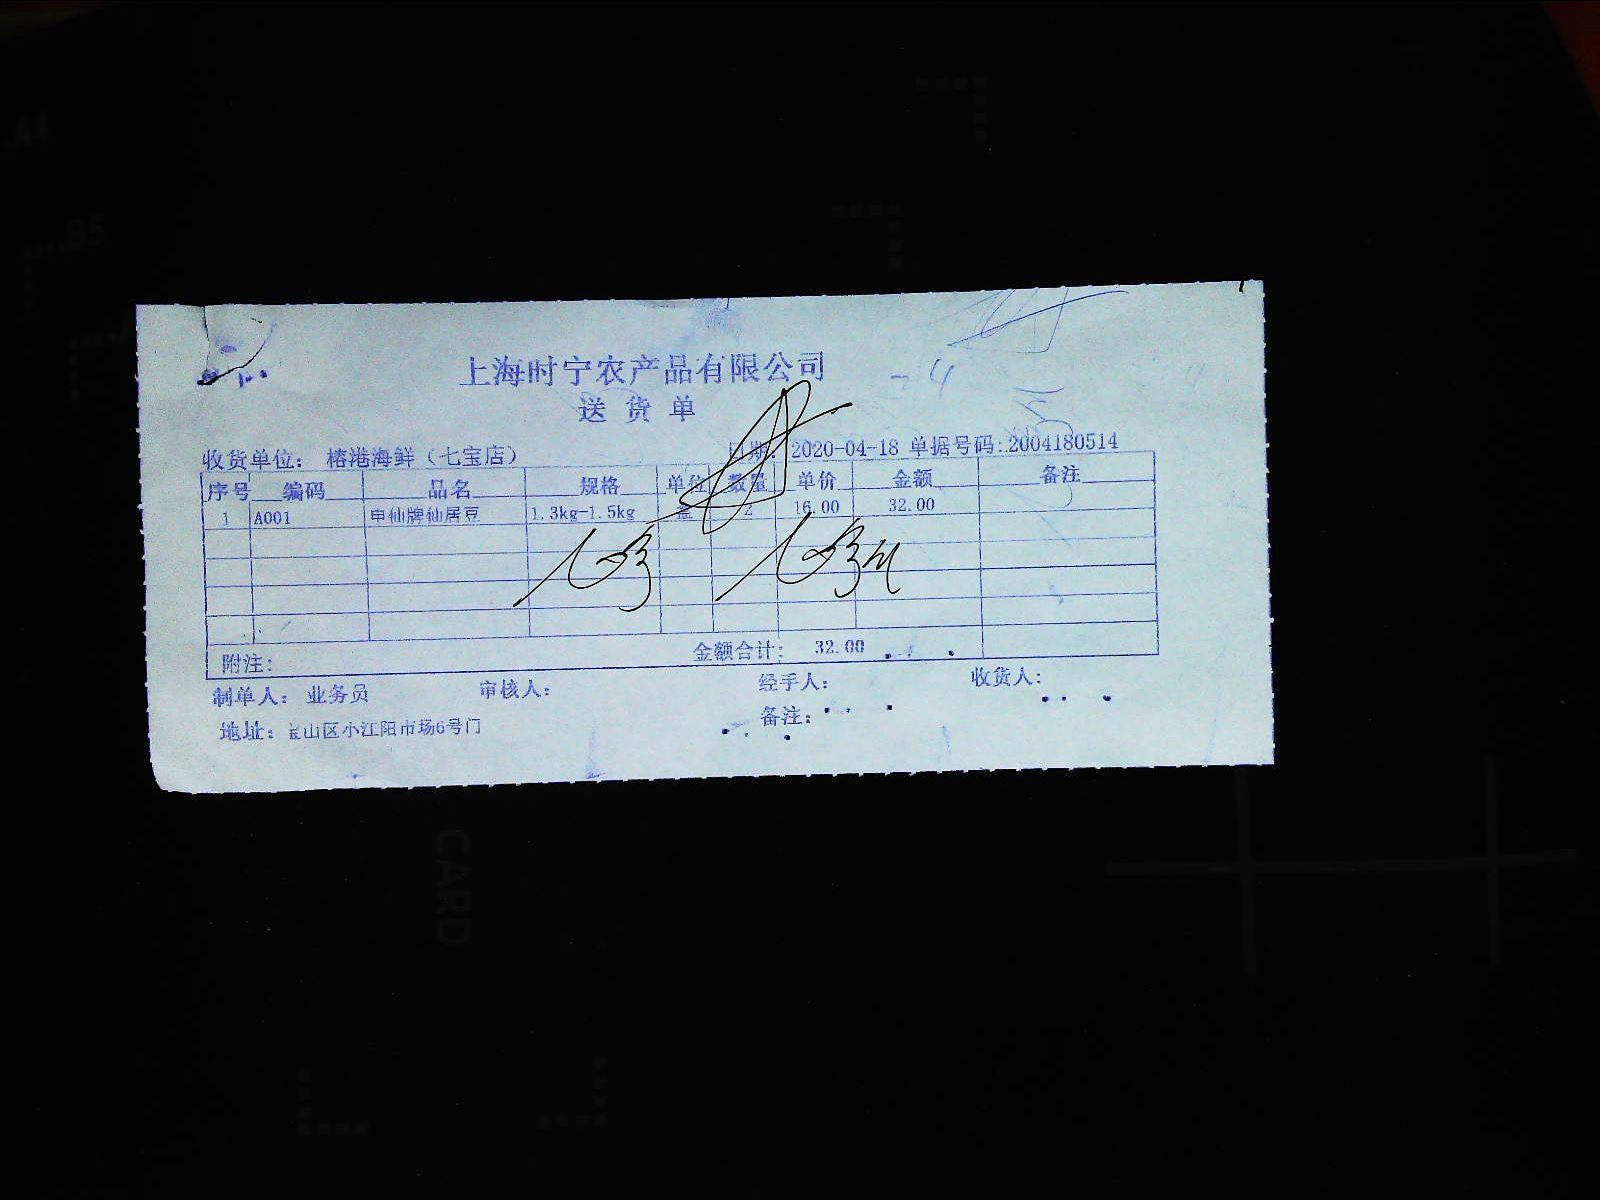 上海时宁农产品有限公司
送 货 单
收货单位： 榕港海鲜（七宝店） 日期：2020-04-18 单据号码:2004180514
序号 编码 品名 规格 单位 数量 单价 金额 备注
1 A001 申仙牌仙居豆 1.3kg-1.5kg 盒 2 16.00 32.00
附注： 金额合计： 32.00
制单人： 业务员 审核人： 经手人： 收货人：
地址：宝山区小江阳市场6号门 备注：
A4
B5
CARD